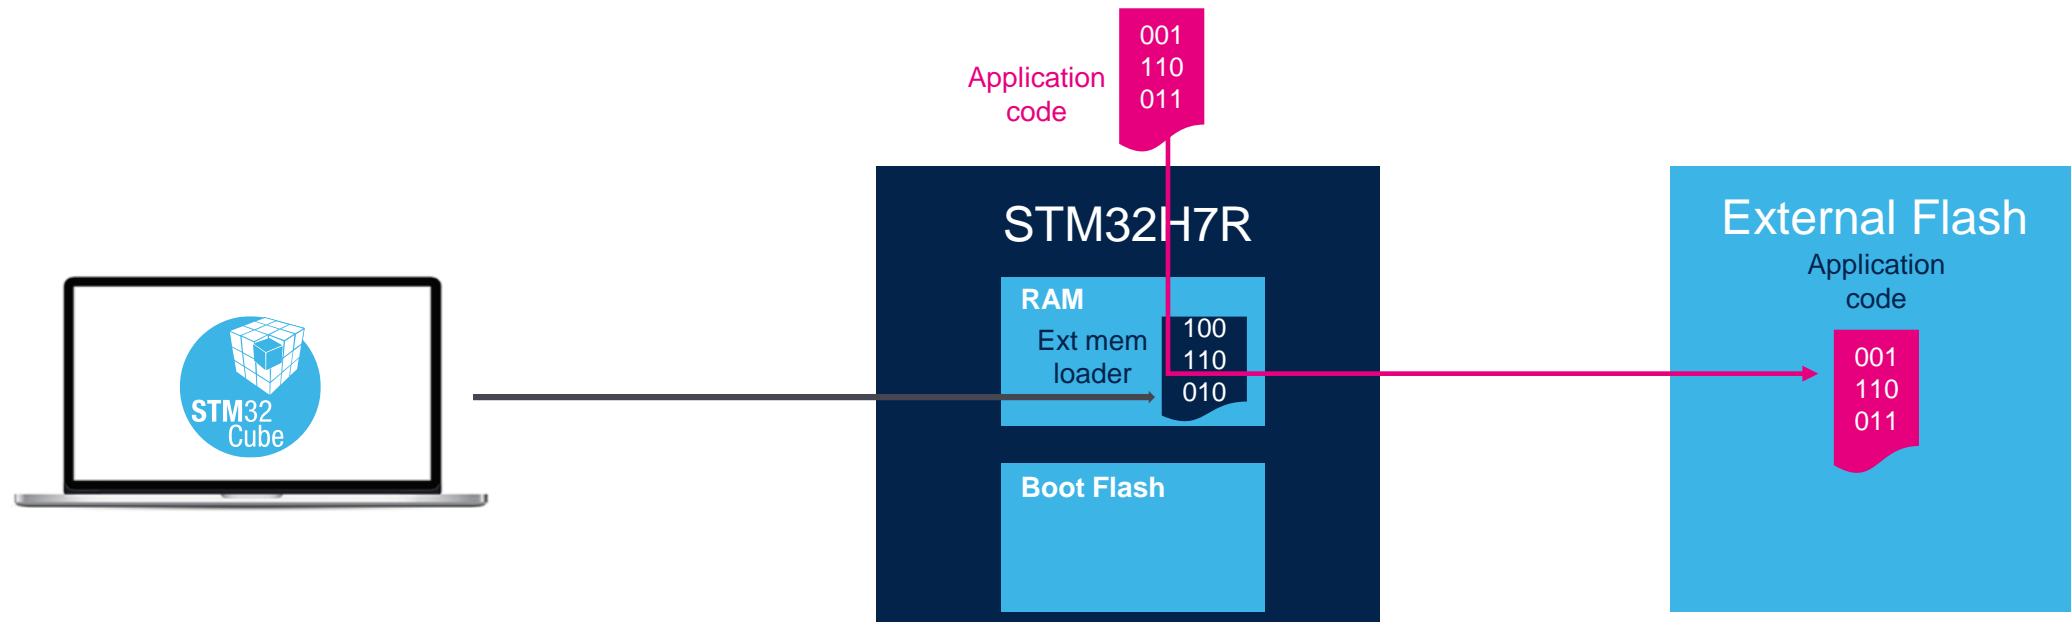 001
110
011
Application
code
STM32H7R
External Flash
Application
code
RAM
Ext mem
loader
100
110
010
001
110
011
STM32
Cube
Boot Flash